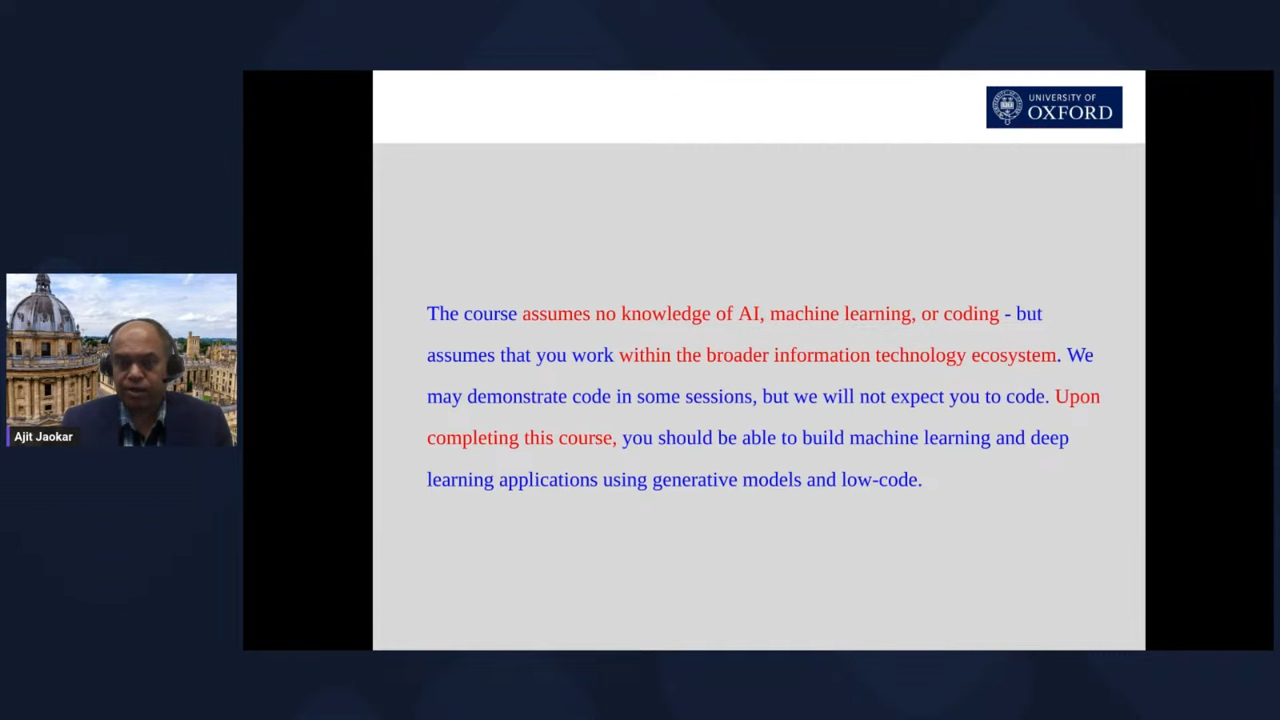 UNIVERSITY OF
OXFORD
The course assumes no knowledge of AI, machine learning, or coding - but
assumes that you work within the broader information technology ecosystem. We
may demonstrate code in some sessions, but we will not expect you to code. Upon
completing this course, you should be able to build machine learning and deep
learning applications using generative models and low-code.
Ajit Jaokar